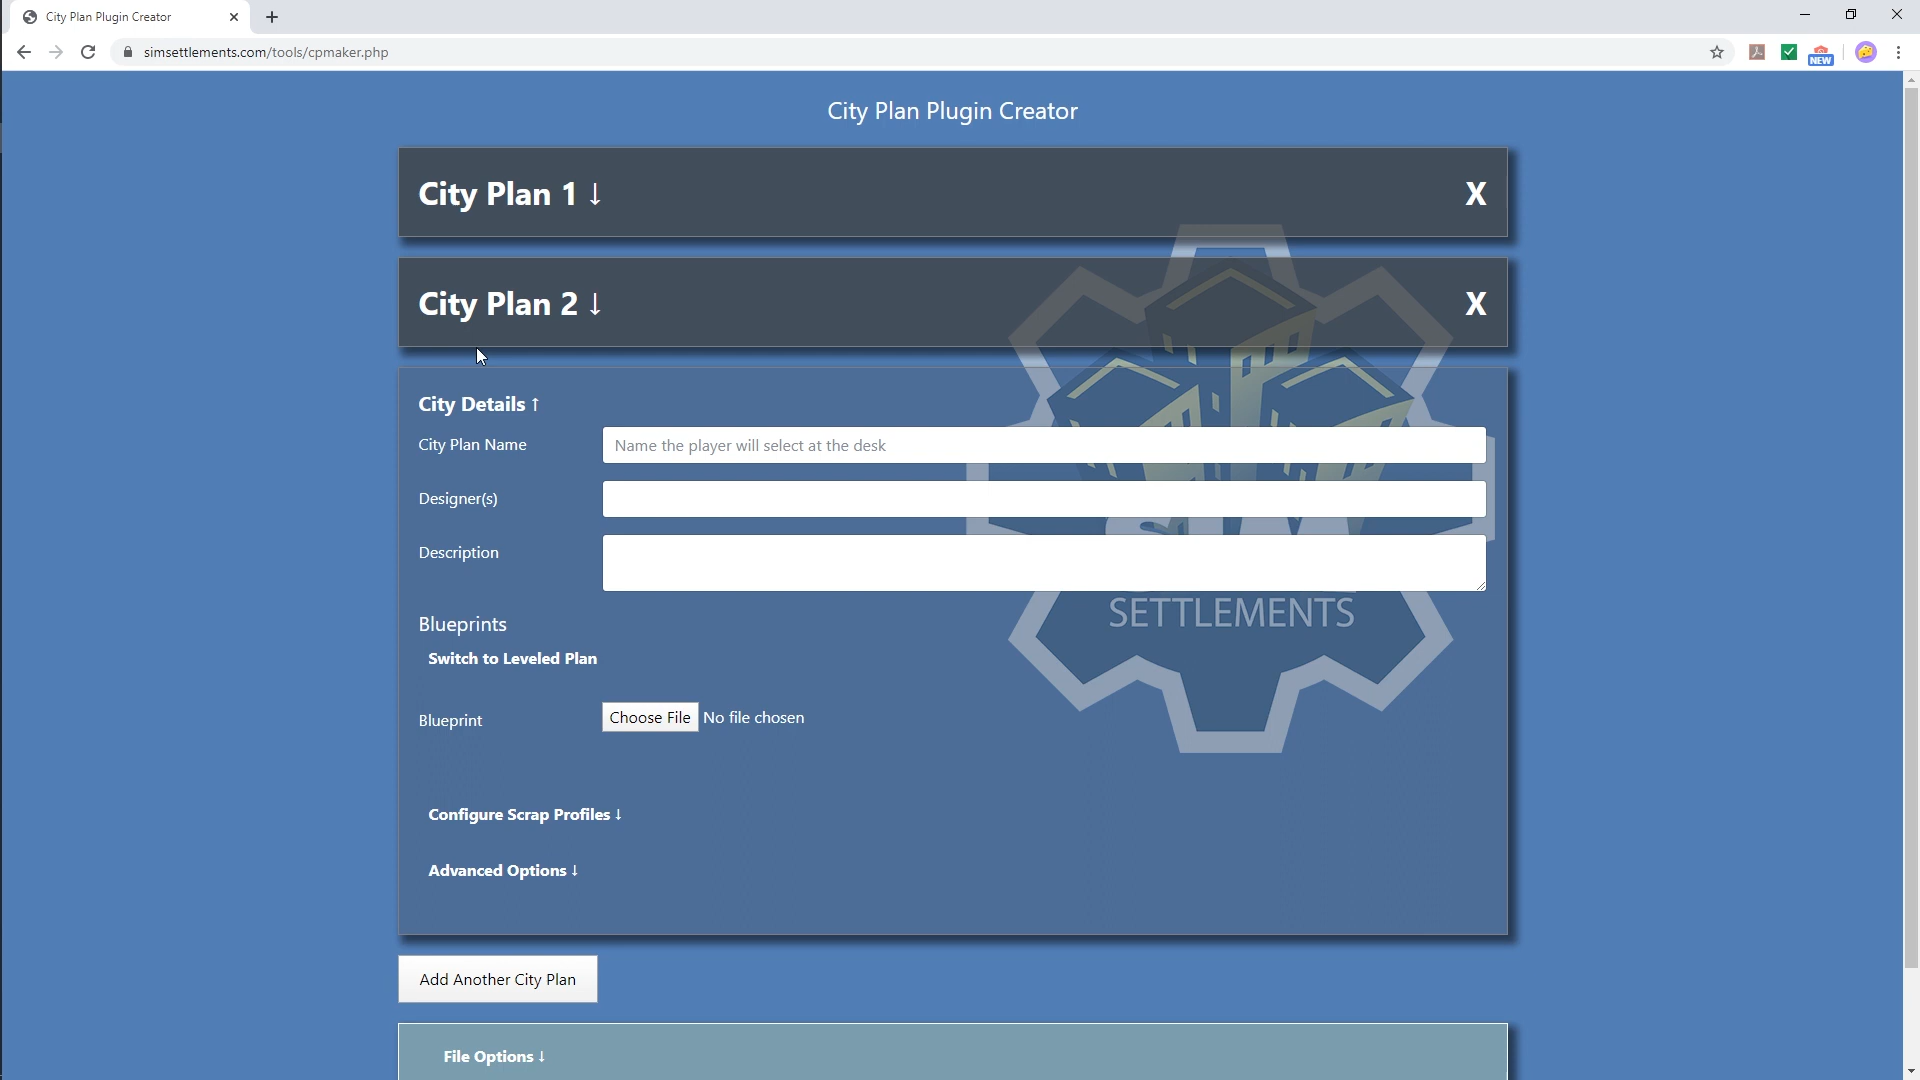 City Plan Plugin Creator
simsettlements.com/tools/cpmaker.php
NEW
City Plan Plugin Creator
City Plan 1 ↓
X
City Plan 2 ↓
X
City Details ↑
City Plan Name
Name the player will select at the desk
Designer(s)
Description
SETTLEMENTS
Blueprints
Switch to Leveled Plan
Blueprint
Choose File No file chosen
Configure Scrap Profiles ↓
Advanced Options ↓
Add Another City Plan
File Options ↓